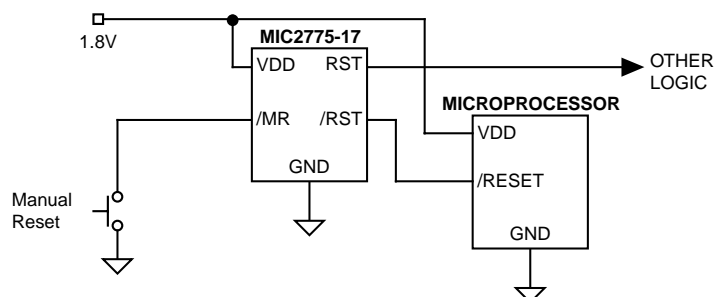 1.8V
MIC2775-17
VDD
RST
/MR
/RST
GND
OTHER
LOGIC
MICROPROCESSOR
VDD
/RESET
GND
Manual
Reset